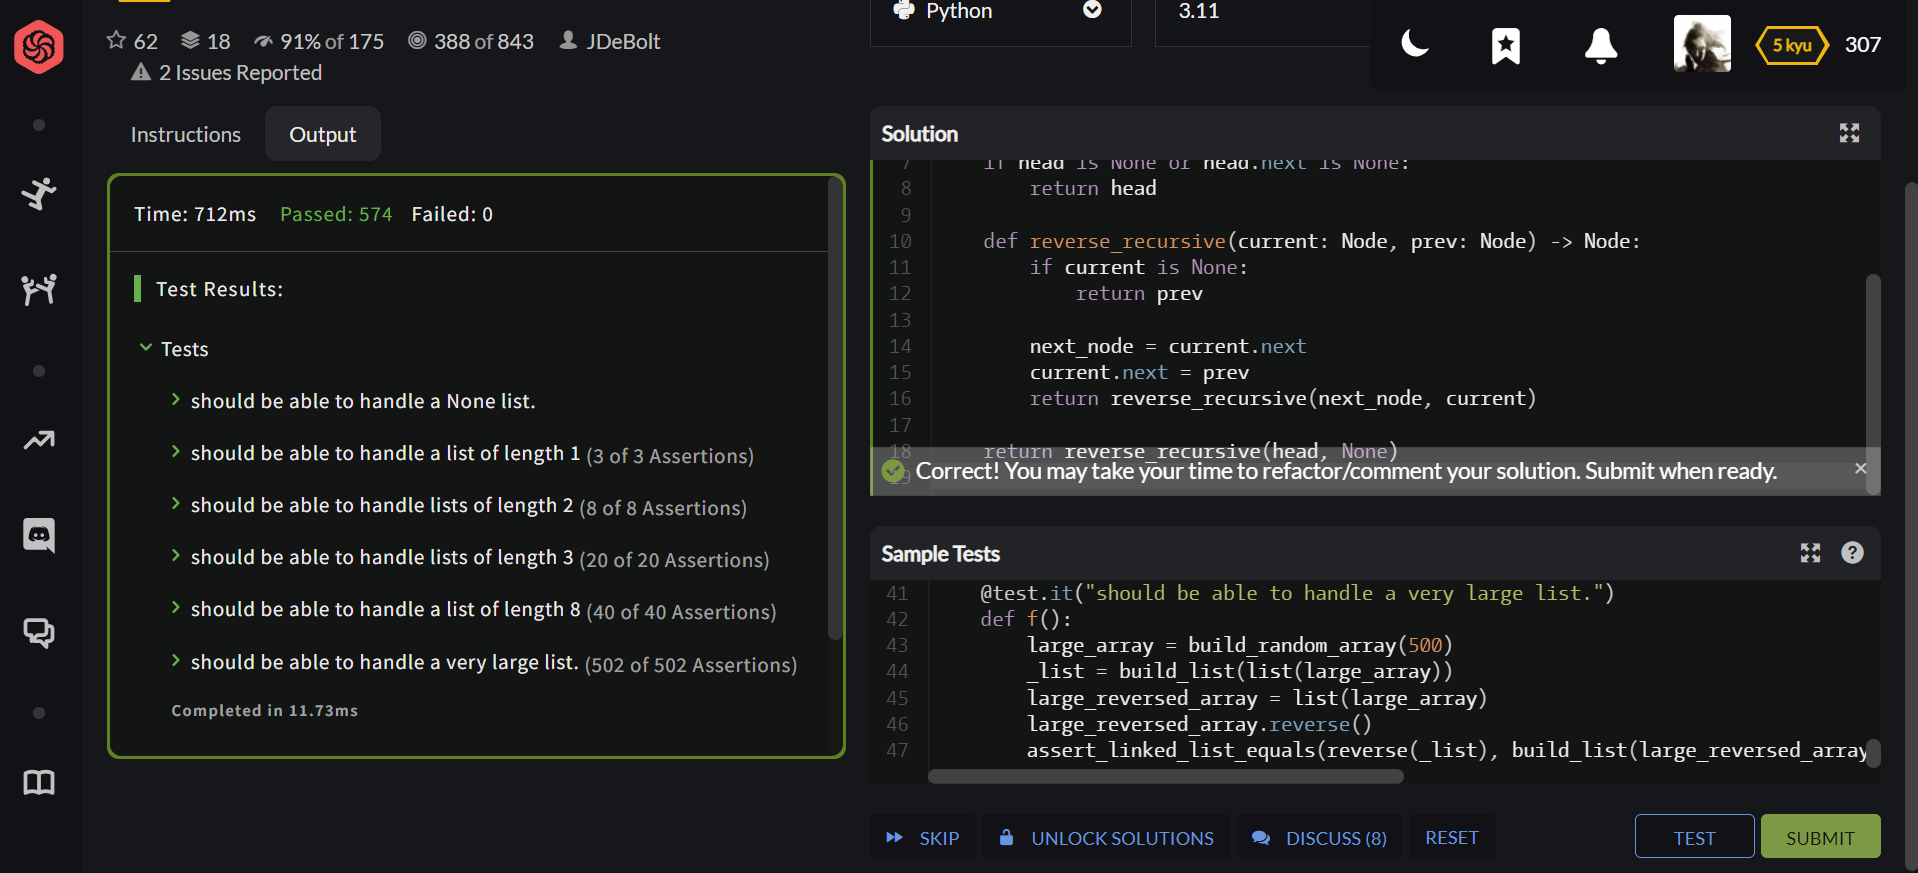 62 18 91% of 175 388 of 843 JDeBolt
2 Issues Reported
Python
3.11
5 kyu 307
Instructions Output
Time: 712ms Passed: 574 Failed: 0
Test Results:
Tests
should be able to handle a None list.
should be able to handle a list of length 1 (3 of 3 Assertions)
should be able to handle lists of length 2 (8 of 8 Assertions)
should be able to handle lists of length 3 (20 of 20 Assertions)
should be able to handle a list of length 8 (40 of 40 Assertions)
should be able to handle a very large list. (502 of 502 Assertions)
Completed in 11.73ms
Solution
7 if head is None or head.next is None:
8 return head
9
10 def reverse_recursive(current: Node, prev: Node) -> Node:
11 if current is None:
12 return prev
13
14 next_node = current.next
15 current.next = prev
16 return reverse_recursive(next_node, current)
17
18 return reverse_recursive(head, None)
19
Correct! You may take your time to refactor/comment your solution. Submit when ready.
Sample Tests
41 @test.it("should be able to handle a very large list.")
42 def f():
43 large_array = build_random_array(500)
44 _list = build_list(list(large_array))
45 large_reversed_array = list(large_array)
46 large_reversed_array.reverse()
47 assert_linked_list_equals(reverse(_list), build_list(large_reversed_array
SKIP UNLOCK SOLUTIONS DISCUSS (8) RESET TEST SUBMIT